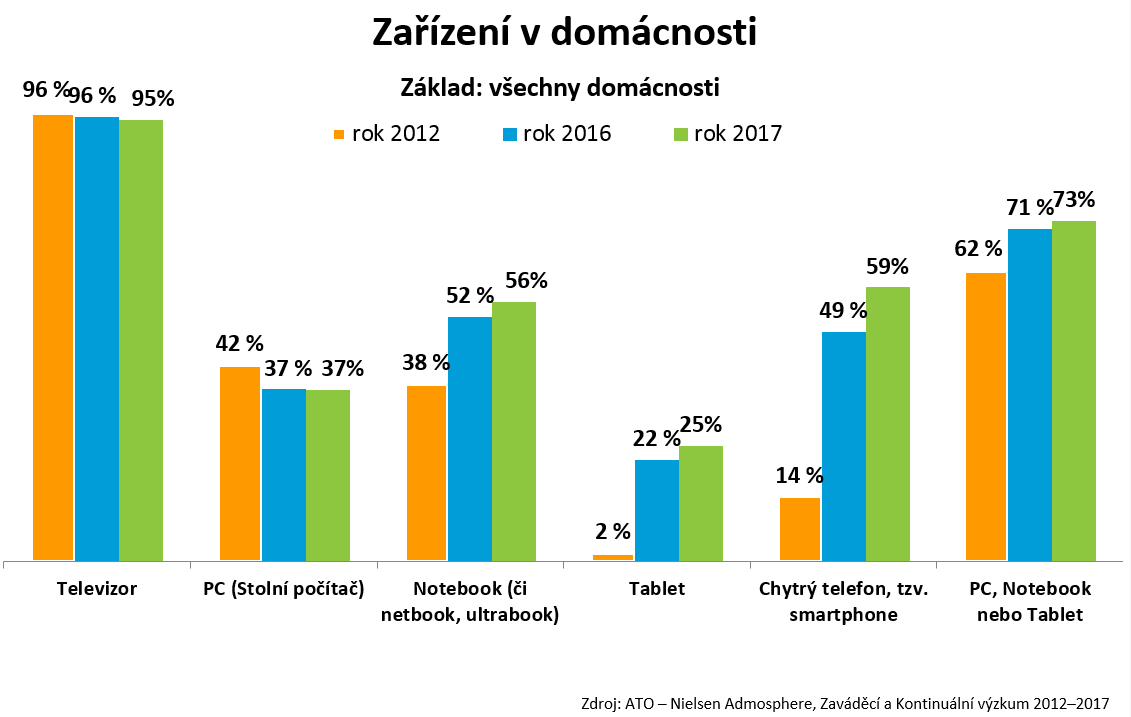 Zařízení v domácnosti
Základ: všechny domácnosti
rok 2012 rok 2016 rok 2017
96 % 96 % 95%
42 % 37 % 37%
38 % 52 % 56%
2 % 22 % 25%
14 % 49 % 59%
62 % 71 % 73%
Televizor
PC (Stolní počítač)
Notebook (či
netbook, ultrabook)
Tablet
Chytrý telefon, tzv.
smartphone
PC, Notebook
nebo Tablet
Zdroj: ATO – Nielsen Admosphere, Zaváděcí a Kontinuální výzkum 2012–2017